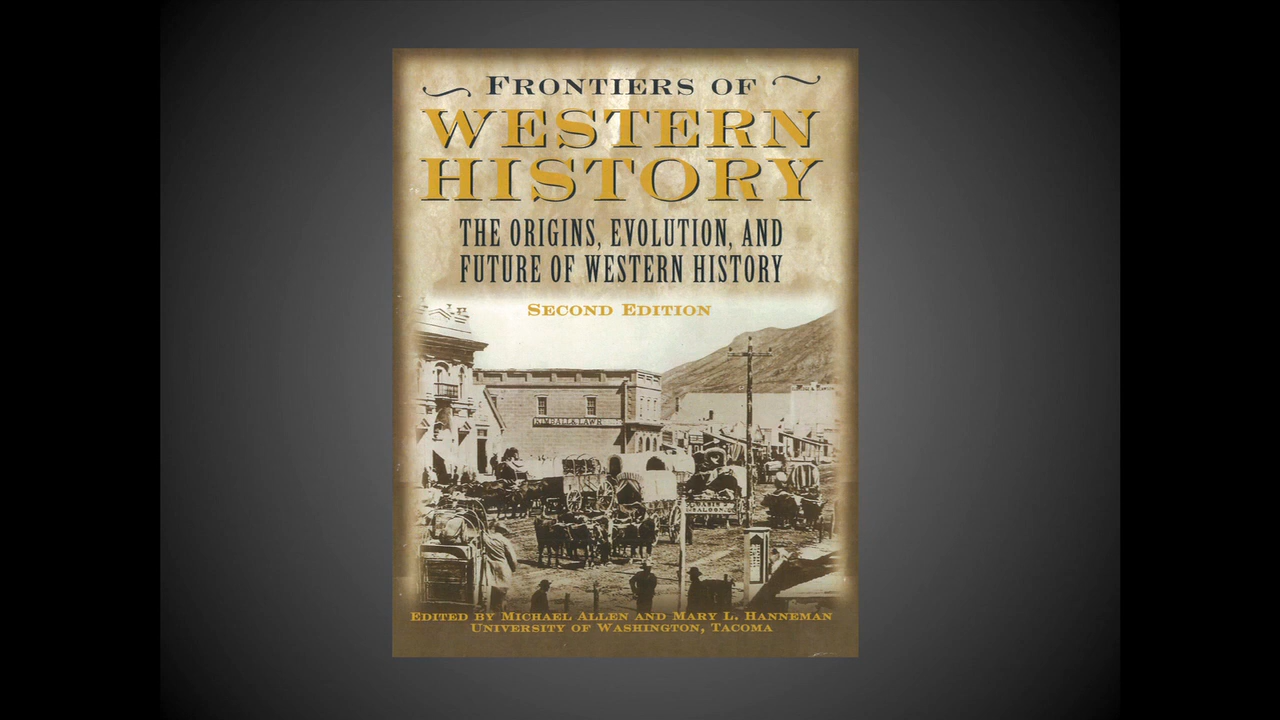 FRONTIERS OF
WESTERN
HISTORY
THE ORIGINS, EVOLUTION, AND
FUTURE OF WESTERN HISTORY
SECOND EDITION
SALOON
EDITED BY MICHAEL ALLEN AND MARY L. HANNEMAN
UNIVERSITY OF WASHINGTON, TACOMA